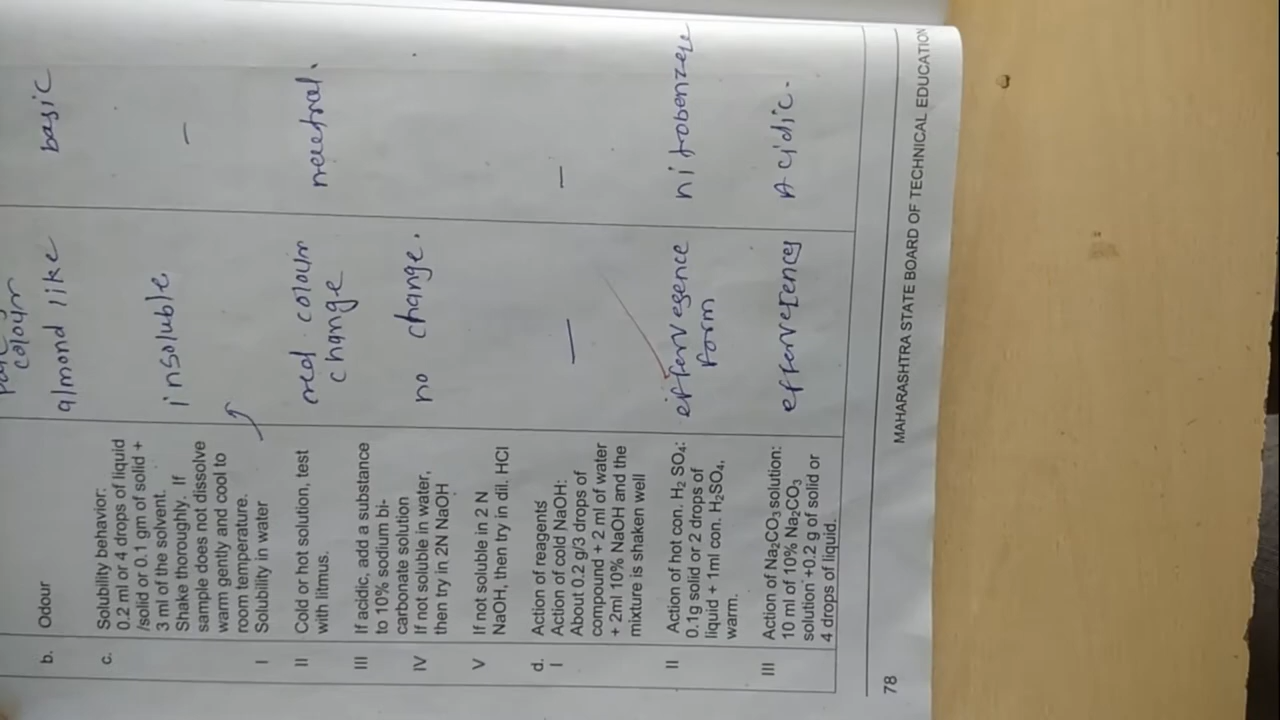 colour
b. Odour almond like basic
c. Solubility behavior:
0.2 ml or 4 drops of liquid
/solid or 0.1 gm of solid +
3 ml of the solvent.
Shake thoroughly. If
sample does not dissolve
warm gently and cool to
room temperature.
insoluble —
I Solubility in water
II Cold or hot solution, test
with litmus.
red colour
change
neutral.
III If acidic, add a substance
to 10% sodium bi-
carbonate solution
IV If not soluble in water,
then try in 2N NaOH
no change.
V If not soluble in 2 N
NaOH, then try in dil. HCl
d. Action of reagents
I Action of cold NaOH:
About 0.2 g/3 drops of
compound + 2 ml of water
+ 2ml 10% NaOH and the
mixture is shaken well
— —
II Action of hot con. H2 SO4:
0.1g solid or 2 drops of
liquid + 1ml con. H2SO4,
warm.
effervesence
form
nitrobenzene
III Action of Na2CO3 solution:
10 ml of 10% Na2CO3
solution +0.2 g of solid or
4 drops of liquid.
Acidic.
78 MAHARASHTRA STATE BOARD OF TECHNICAL EDUCATION